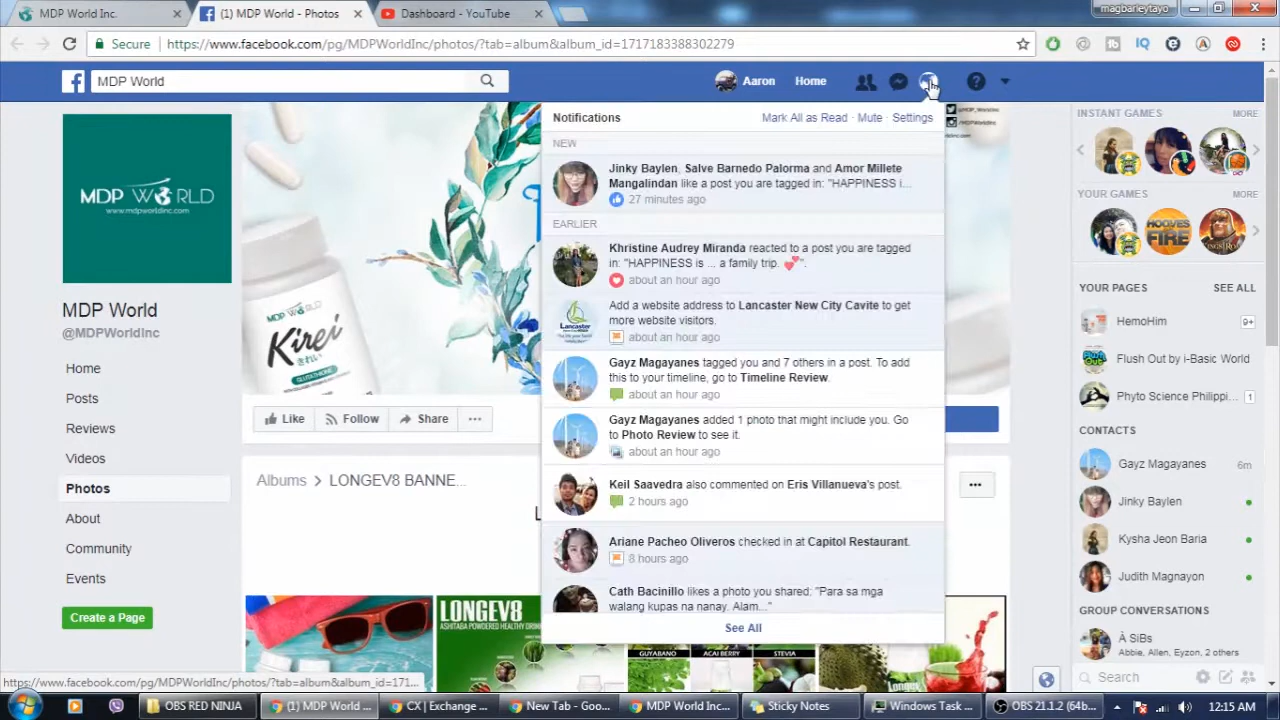 MDP World Inc.
(1) MDP World - Photos
Dashboard - YouTube
magbarleytayo
Secure
https://www.facebook.com/pg/MDPWorldInc/photos/?tab=album&album_id=1717183388302279
MDP World
Aaron
Home
Notifications
Mark All as Read · Mute · Settings
NEW
Jinky Baylen, Salve Barnedo Palorma and Amor Millete
Mangalindan like a post you are tagged in: "HAPPINESS i...
27 minutes ago
EARLIER
Khristine Audrey Miranda reacted to a post you are tagged
in: "HAPPINESS is ... a family trip. 💕".
about an hour ago
Add a website address to Lancaster New City Cavite to get
more website visitors.
about an hour ago
Gayz Magayanes tagged you and 7 others in a post. To add
this to your timeline, go to Timeline Review.
about an hour ago
Gayz Magayanes added 1 photo that might include you. Go
to Photo Review to see it.
about an hour ago
Keil Saavedra also commented on Eris Villanueva's post.
2 hours ago
Ariane Pacheo Oliveros checked in at Capitol Restaurant.
8 hours ago
Cath Bacinillo likes a photo you shared: "Para sa mga
walang kupas na nanay. Alam..."
See All
MDP WORLD
www.mdpworldinc.com
MDP World
@MDPWorldInc
Home
Posts
Reviews
Videos
Photos
About
Community
Events
Create a Page
Kirei
GLUTATHIONE
Like
Follow
Share
Albums > LONGEV8 BANNE...
LONGEV8
ASHITABA POWDERED HEALTHY DRINK
GUYABANO
ACAI BERRY
STEVIA
INSTANT GAMES
MORE
YOUR GAMES
MORE
HOOVES
FIRE
YOUR PAGES
SEE ALL
HemoHim
9+
Flush Out by i-Basic World
Phyto Science Philippi...
1
CONTACTS
Gayz Magayanes
6m
Jinky Baylen
Kysha Jeon Baria
Judith Magnayon
GROUP CONVERSATIONS
À SiBs
Abbie, Allen, Eyzon, 2 others
Search
https://www.facebook.com/pg/MDPWorldInc/photos/?tab=album&album_id=171...
OBS RED NINJA
(1) MDP World ...
CX | Exchange ...
New Tab - Goo...
MDP World Inc...
Sticky Notes
Windows Task ...
OBS 21.1.2 (64b...
12:15 AM